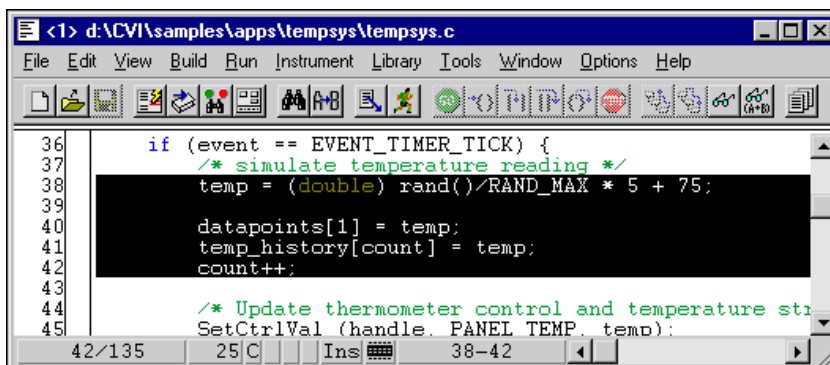 <1> d:\CVI\samples\apps\tempsys\tempsys.c
File Edit View Build Run Instrument Library Tools Window Options Help
36 if (event == EVENT_TIMER_TICK) {
37 /* simulate temperature reading */
38 temp = (double) rand()/RAND_MAX * 5 + 75;
39
40 datapoints[1] = temp;
41 temp_history[count] = temp;
42 count++;
43
44 /* Update thermometer control and temperature str
45 SetCtrlVal (handle, PANEL_TEMP, temp);
42/135 25 C Ins 38-42